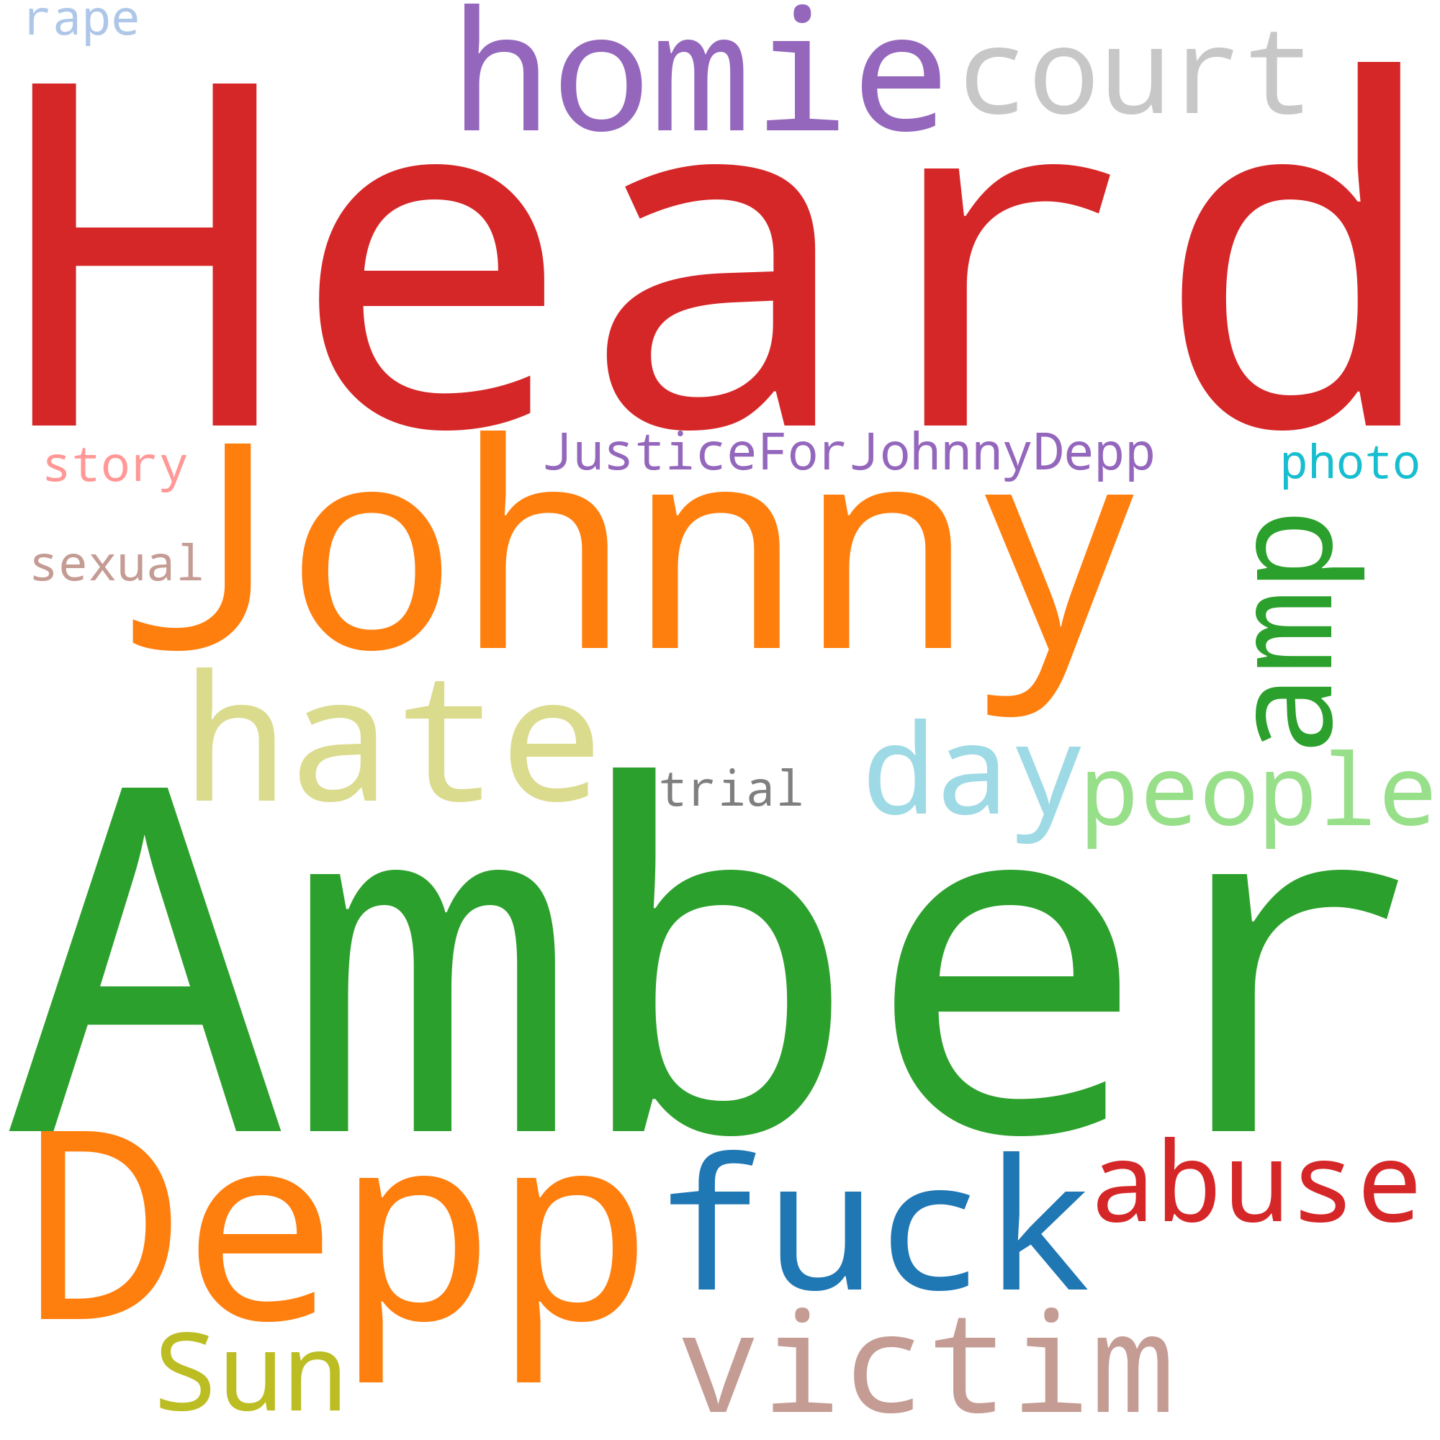 rape
homie
court
Heard
story
JusticeForJohnnyDepp
photo
Johnny
sexual
amp
hate
trial
day
people
Amber
Depp
fuck
abuse
Sun
victim